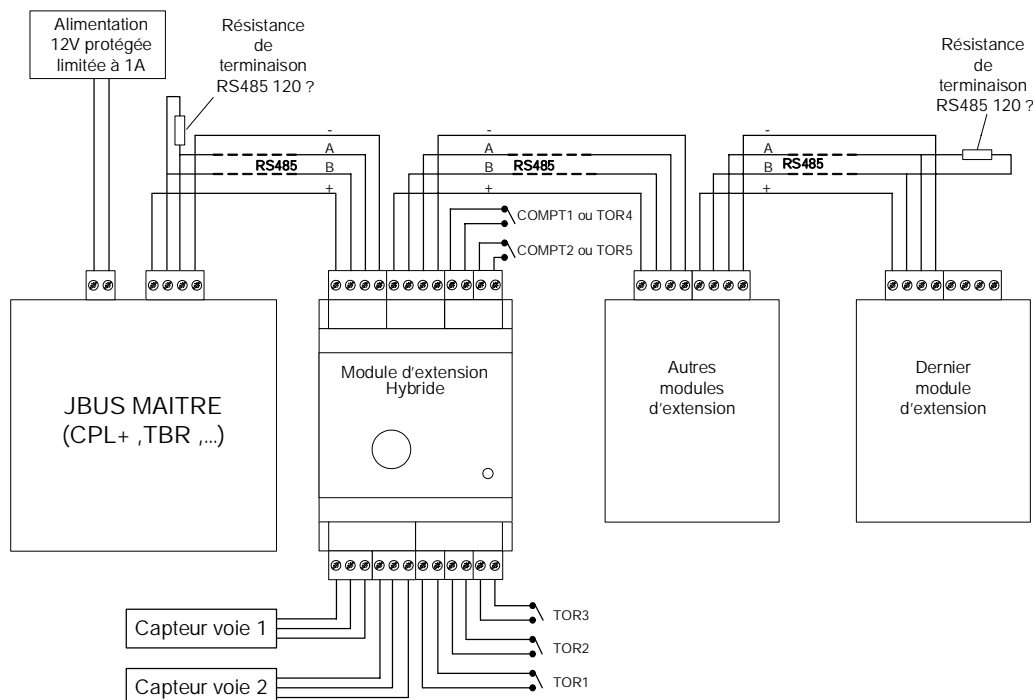 Alimentation
12V protégée
limitée à 1A
Résistance
de
terminaison
RS485 120 ?
Résistance
de
terminaison
RS485 120 ?
-
A
RS485
B
+
-
A
B
RS485
+
-
A
B
RS485
+
COMPT1 ou TOR4
COMPT2 ou TOR5
JBUS MAITRE
(CPL+ ,TBR ,...)
Module d'extension
Hybride
Autres
modules
d'extension
Dernier
module
d'extension
Capteur voie 1
Capteur voie 2
TOR3
TOR2
TOR1